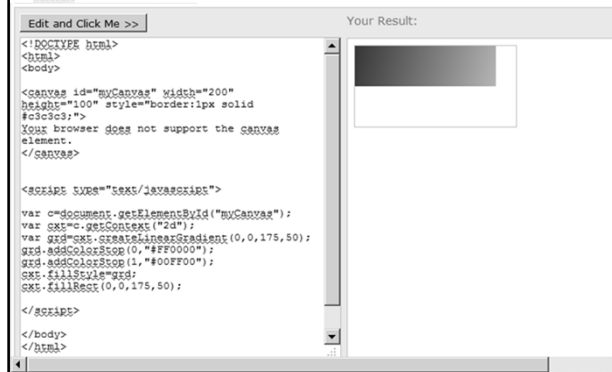 Edit and Click Me >>
Your Result:
<!DOCTYPE html>
<html>
<body>
<canvas id="myCanvas" width="200"
height="100" style="border:1px solid
#c3c3c3;">
Your browser does not support the canvas
element.
</canvas>
<script type="text/javascript">
var c=document.getElementById("myCanvas");
var cxt=c.getContext("2d");
var grd=cxt.createLinearGradient(0,0,175,50);
grd.addColorStop(0,"#FF0000");
grd.addColorStop(1,"#00FF00");
cxt.fillStyle=grd;
cxt.fillRect(0,0,175,50);
</script>
</body>
</html>